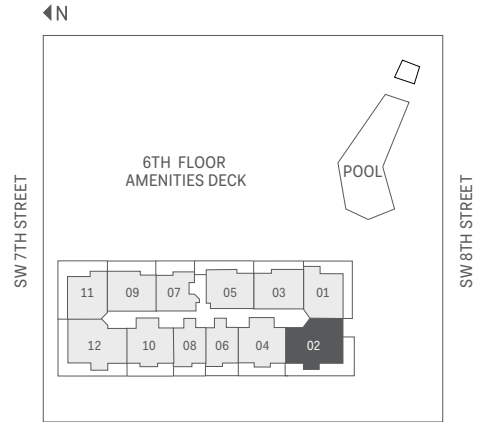 N
6TH FLOOR
AMENITIES DECK
POOL
SW 7TH STREET
SW 8TH STREET
11 09 07 05 03 01
12 10 08 06 04 02